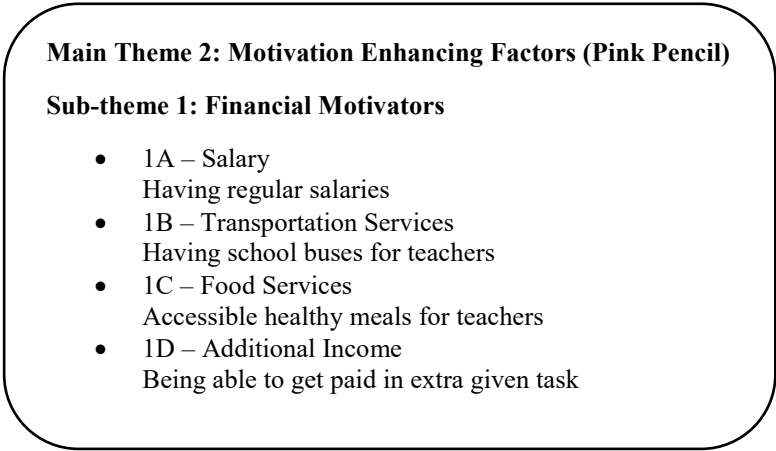 Main Theme 2: Motivation Enhancing Factors (Pink Pencil)
Sub-theme 1: Financial Motivators
• 1A – Salary
Having regular salaries
• 1B – Transportation Services
Having school buses for teachers
• 1C – Food Services
Accessible healthy meals for teachers
• 1D – Additional Income
Being able to get paid in extra given task